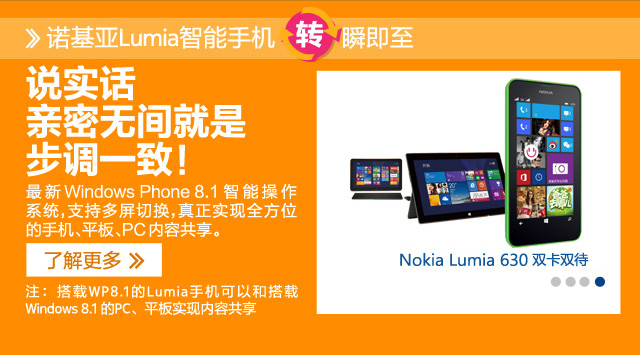 诺基亚Lumia智能手机 转 瞬即至
说实话
亲密无间就是
步调一致！
最新Windows Phone 8.1智能操作
系统，支持多屏切换，真正实现全方位
的手机、平板、PC内容共享。
了解更多
注：搭载WP8.1的Lumia手机可以和搭载
Windows 8.1 的PC、平板实现内容共享
NOKIA
Nokia Lumia 630 双卡双待